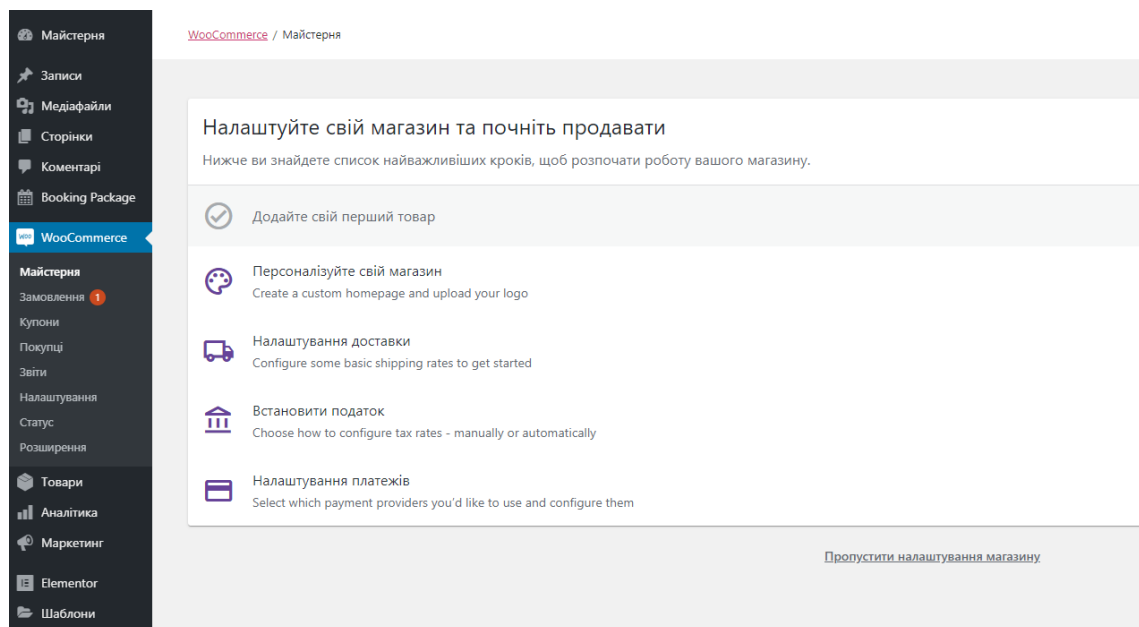 Майстерня
WooCommerce / Майстерня
Записи
Медіафайли
Сторінки
Коментарі
Booking Package
WooCommerce
Майстерня
Замовлення 1
Купони
Покупці
Звіти
Налаштування
Статус
Розширення
Товари
Аналітика
Маркетинг
Elementor
Шаблони
Налаштуйте свій магазин та почніть продавати
Нижче ви знайдете список найважливіших кроків, щоб розпочати роботу вашого магазину.
Додайте свій перший товар
Персоналізуйте свій магазин
Create a custom homepage and upload your logo
Налаштування доставки
Configure some basic shipping rates to get started
Встановити податок
Choose how to configure tax rates - manually or automatically
Налаштування платежів
Select which payment providers you'd like to use and configure them
Пропустити налаштування магазину